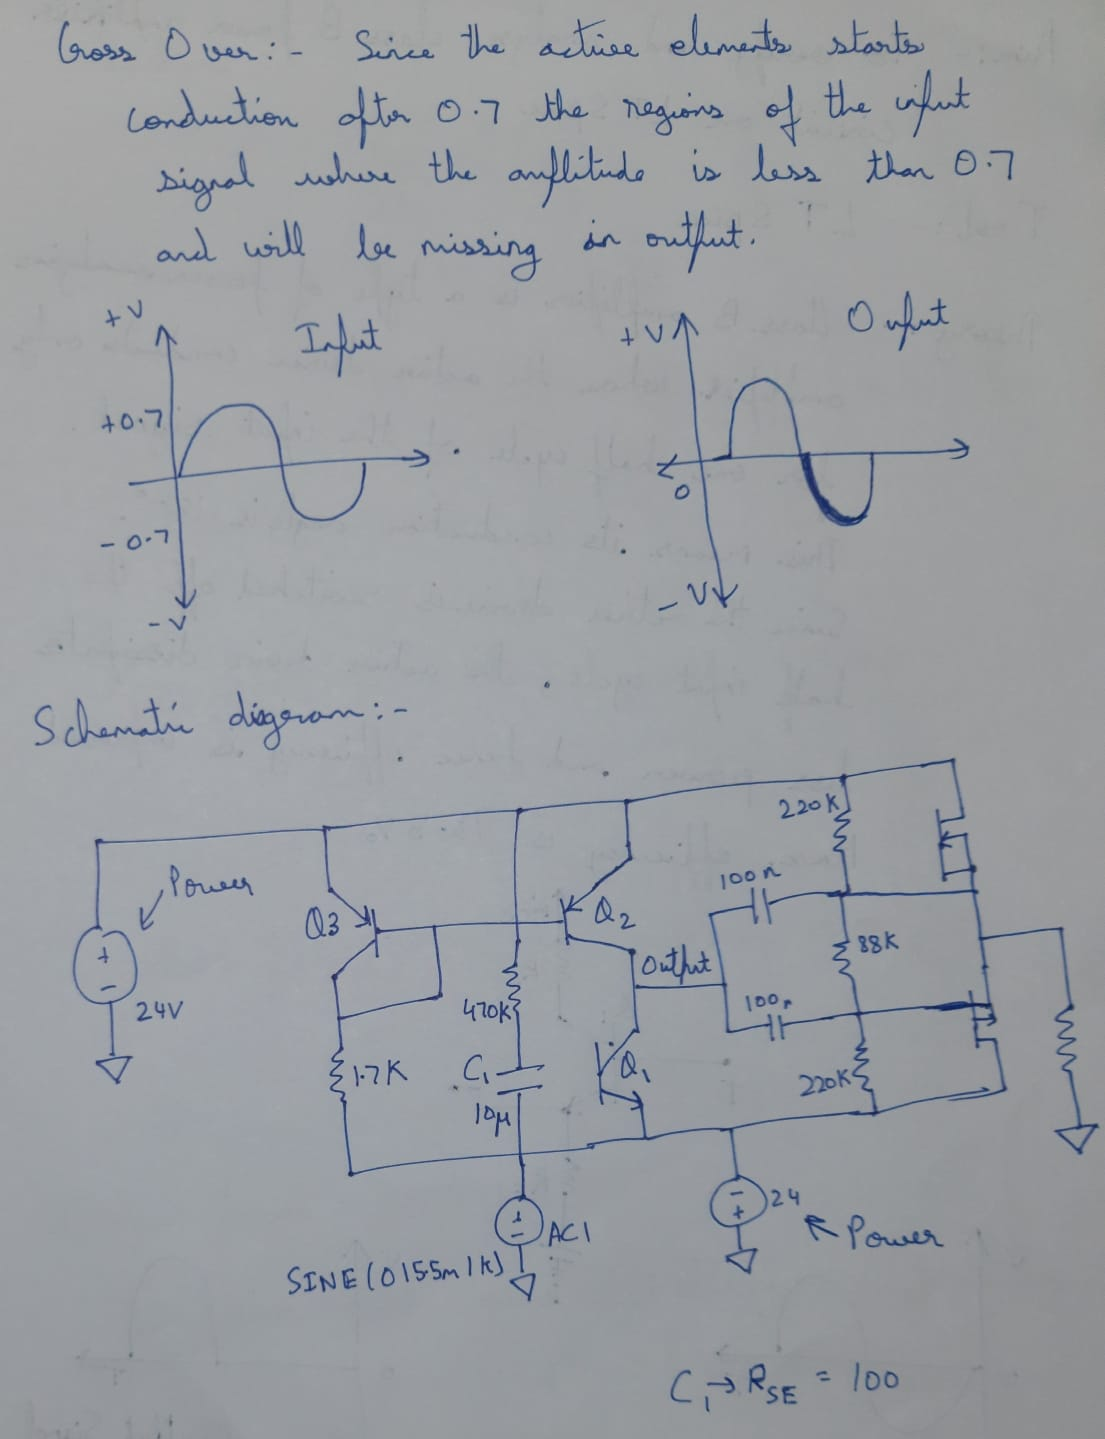 Cross Over:- Since the active elements starts
conduction after 0.7 the regions of the input
signal where the amplitude is less than 0.7
and will be missing in output.
+V Input
+0.7
-0.7
-V
+V Output
0
-V
Schematic diagram:-
Power
24V
Q3
1.7K
470K
C1
10µ
Q2
Output
Q1
100n
100n
220K
88K
220K
AC1
SINE (0 155m 1K)
24
Power
C1 → RSE = 100